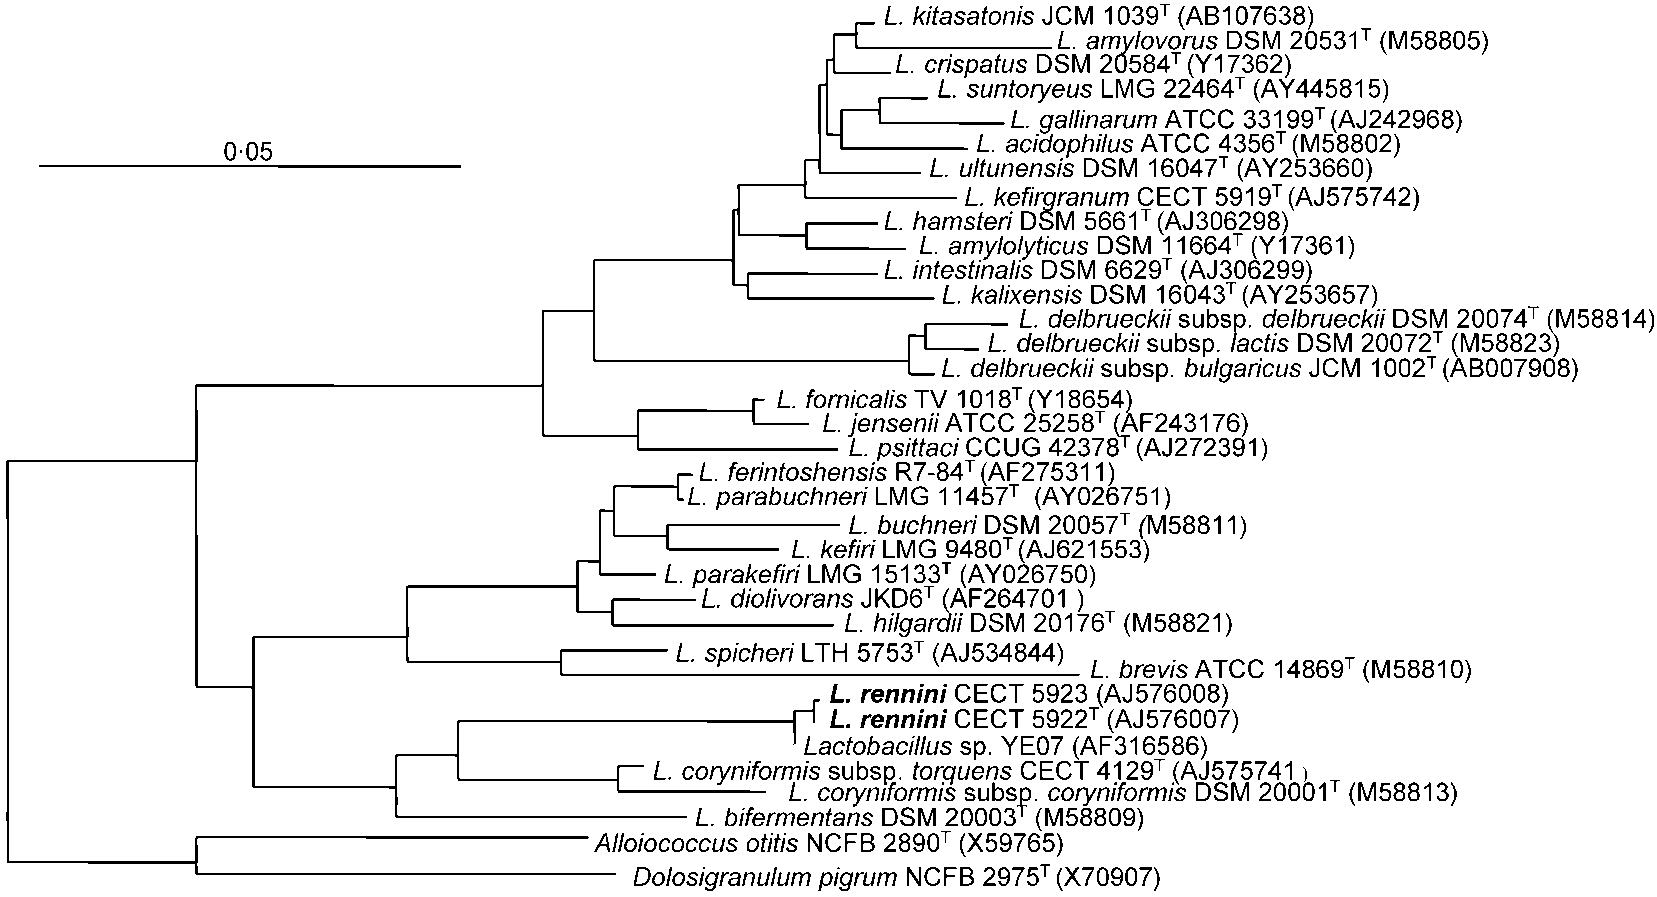 L. kitasatonis JCM 1039ᵀ (AB107638)
L. amylovorus DSM 20531ᵀ (M58805)
L. crispatus DSM 20584ᵀ (Y17362)
L. suntoryeus LMG 22464ᵀ (AY445815)
L. gallinarum ATCC 33199ᵀ (AJ242968)
L. acidophilus ATCC 4356ᵀ (M58802)
0·05
L. ultunensis DSM 16047ᵀ (AY253660)
L. kefirgranum CECT 5919ᵀ (AJ575742)
L. hamsteri DSM 5661ᵀ (AJ306298)
L. amylolyticus DSM 11664ᵀ (Y17361)
L. intestinalis DSM 6629ᵀ (AJ306299)
L. kalixensis DSM 16043ᵀ (AY253657)
L. delbrueckii subsp. delbrueckii DSM 20074ᵀ (M58814)
L. delbrueckii subsp. lactis DSM 20072ᵀ (M58823)
L. delbrueckii subsp. bulgaricus JCM 1002ᵀ (AB007908)
L. fornicalis TV 1018ᵀ (Y18654)
L. jensenii ATCC 25258ᵀ (AF243176)
L. psittaci CCUG 42378ᵀ (AJ272391)
L. ferintoshensis R7-84ᵀ (AF275311)
L. parabuchneri LMG 11457ᵀ (AY026751)
L. buchneri DSM 20057ᵀ (M58811)
L. kefiri LMG 9480ᵀ (AJ621553)
L. parakefiri LMG 15133ᵀ (AY026750)
L. diolivorans JKD6ᵀ (AF264701 )
L. hilgardii DSM 20176ᵀ (M58821)
L. spicheri LTH 5753ᵀ (AJ534844)
L. brevis ATCC 14869ᵀ (M58810)
L. rennini CECT 5923 (AJ576008)
L. rennini CECT 5922ᵀ (AJ576007)
Lactobacillus sp. YE07 (AF316586)
L. coryniformis subsp. torquens CECT 4129ᵀ (AJ575741 )
L. coryniformis subsp. coryniformis DSM 20001ᵀ (M58813)
L. bifermentans DSM 20003ᵀ (M58809)
Alloiococcus otitis NCFB 2890ᵀ (X59765)
Dolosigranulum pigrum NCFB 2975ᵀ (X70907)